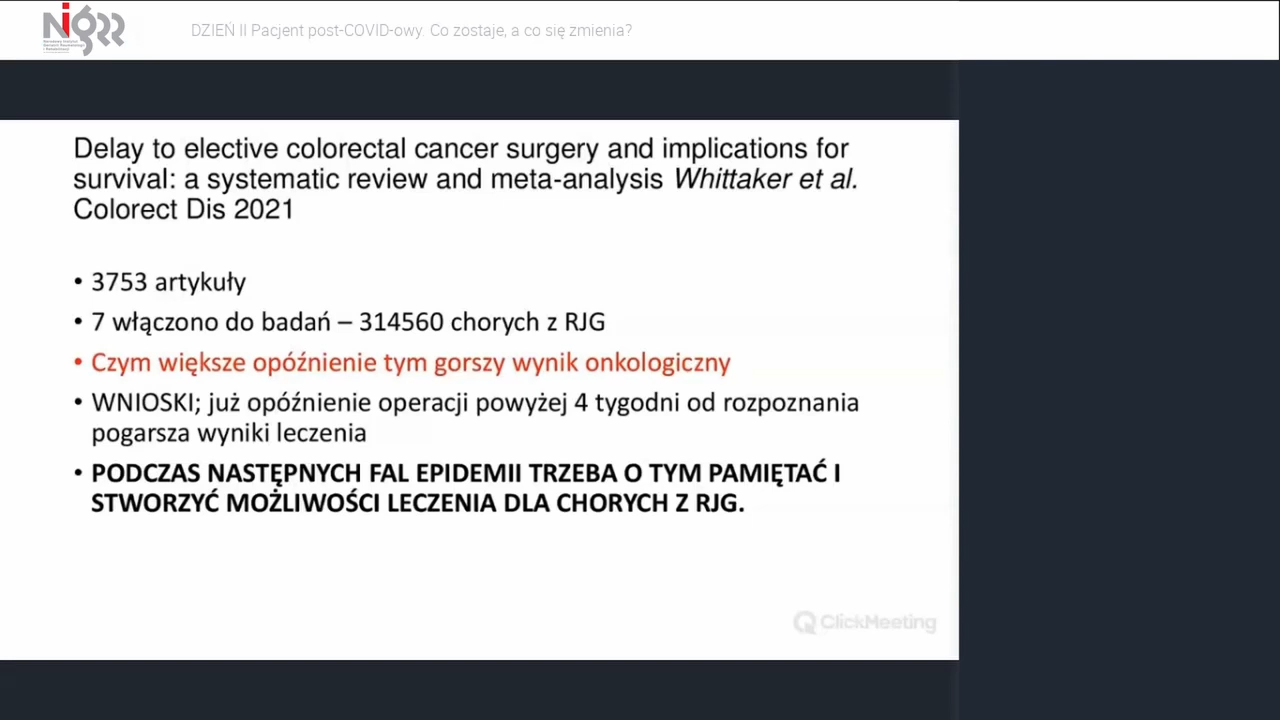 DZIEŃ II Pacjent post-COVID-owy. Co zostaje, a co się zmienia?
Delay to elective colorectal cancer surgery and implications for
survival: a systematic review and meta-analysis Whittaker et al.
Colorect Dis 2021
• 3753 artykuły
• 7 włączono do badań – 314560 chorych z RJG
• Czym większe opóźnienie tym gorszy wynik onkologiczny
• WNIOSKI; już opóźnienie operacji powyżej 4 tygodni od rozpoznania
pogarsza wyniki leczenia
• PODCZAS NASTĘPNYCH FAL EPIDEMII TRZEBA O TYM PAMIĘTAĆ I
STWORZYĆ MOŻLIWOŚCI LECZENIA DLA CHORYCH Z RJG.
ClickMeeting